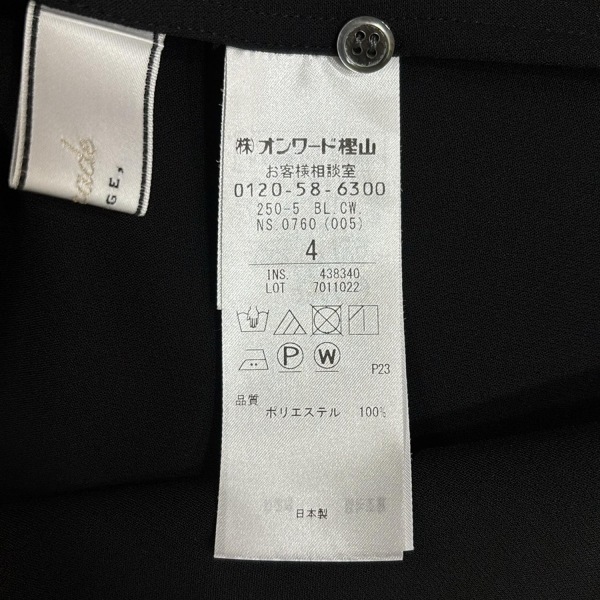 GE,
㈱オンワード樫山
お客様相談室
0120-58-6300
250-5 BL.CW.
NS.0760 (005)
4
INS. 438340
LOT 7011022
P
W
P23
品質
ポリエステル 100%
日本製